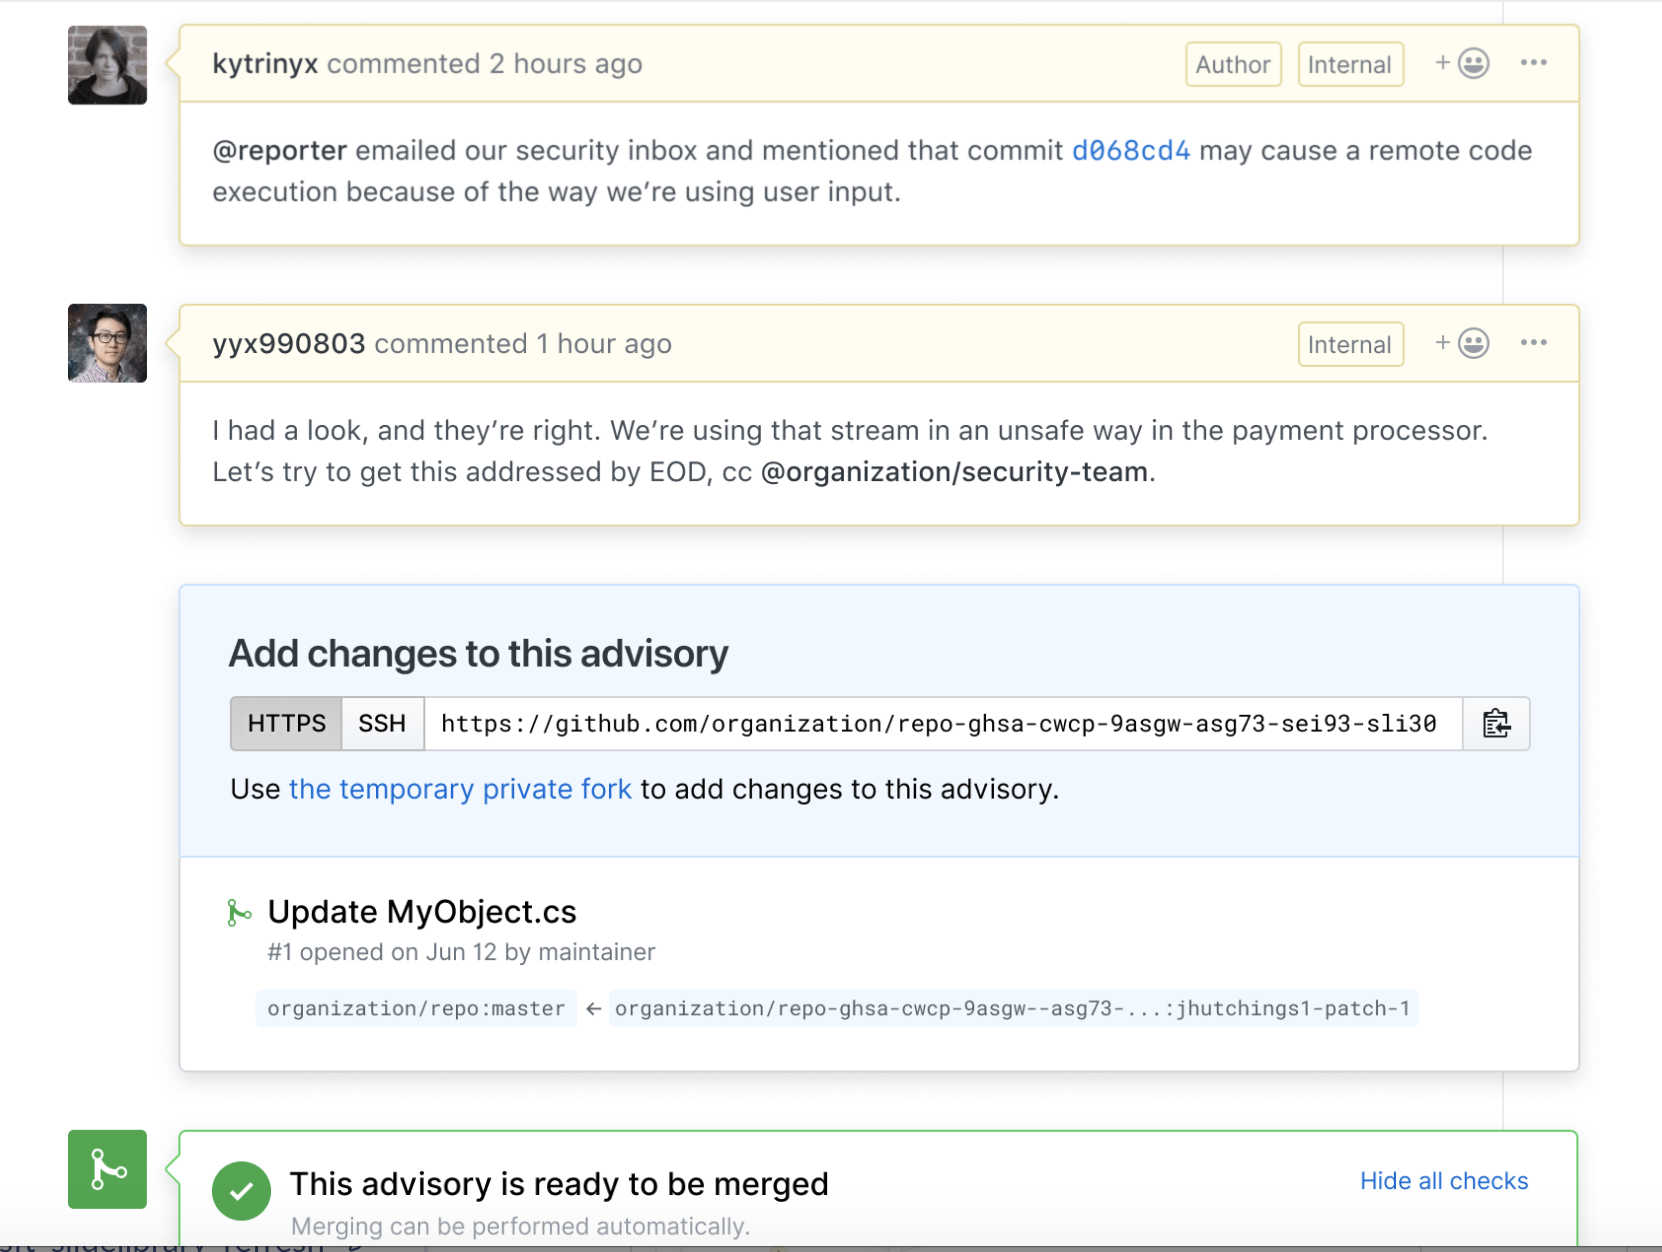 kytrinyx commented 2 hours ago Author Internal
@reporter emailed our security inbox and mentioned that commit d068cd4 may cause a remote code
execution because of the way we’re using user input.
yyx990803 commented 1 hour ago Internal
I had a look, and they’re right. We’re using that stream in an unsafe way in the payment processor.
Let’s try to get this addressed by EOD, cc @organization/security-team.
Add changes to this advisory
HTTPS SSH https://github.com/organization/repo-ghsa-cwcp-9asgw-asg73-sei93-sli30
Use the temporary private fork to add changes to this advisory.
Update MyObject.cs
#1 opened on Jun 12 by maintainer
organization/repo:master ← organization/repo-ghsa-cwcp-9asgw--asg73-...:jhutchings1-patch-1
This advisory is ready to be merged Hide all checks
Merging can be performed automatically.